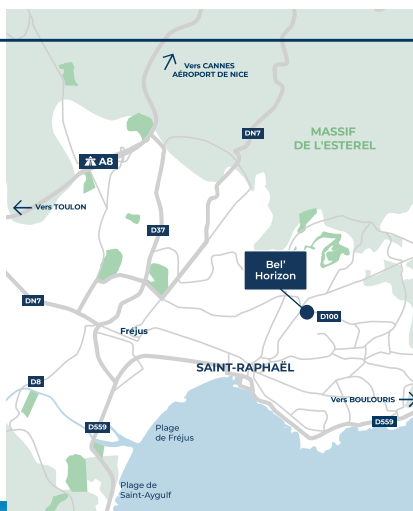 Vers CANNES
AÉROPORT DE NICE
DN7
MASSIF
DE L'ESTEREL
A8
Vers TOULON
D37
Bel'
Horizon
DN7
D100
Fréjus
SAINT-RAPHAËL
D8
Vers BOULOURIS
D559
D559
Plage
de Fréjus
Plage de
Saint-Aygulf